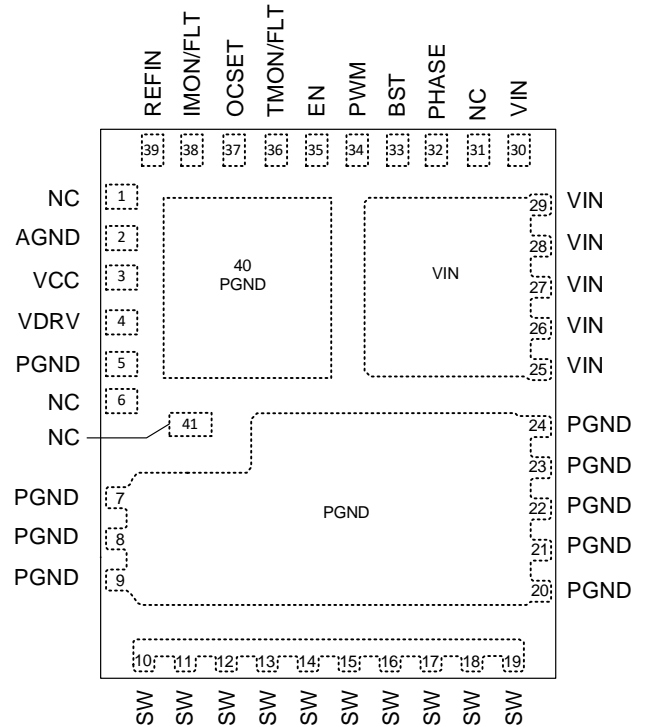 REFIN
IMON/FLT
OCSET
TMON/FLT
EN
PWM
BST
PHASE
NC
VIN
39
38
37
36
35
34
33
32
31
30
NC
1
AGND
2
VCC
3
VDRV
4
PGND
5
NC
6
NC
41
PGND
7
PGND
8
PGND
9
40
PGND
VIN
29
VIN
28
VIN
27
VIN
26
VIN
25
VIN
24
PGND
23
PGND
22
PGND
21
PGND
20
PGND
PGND
10
11
12
13
14
15
16
17
18
19
SW
SW
SW
SW
SW
SW
SW
SW
SW
SW